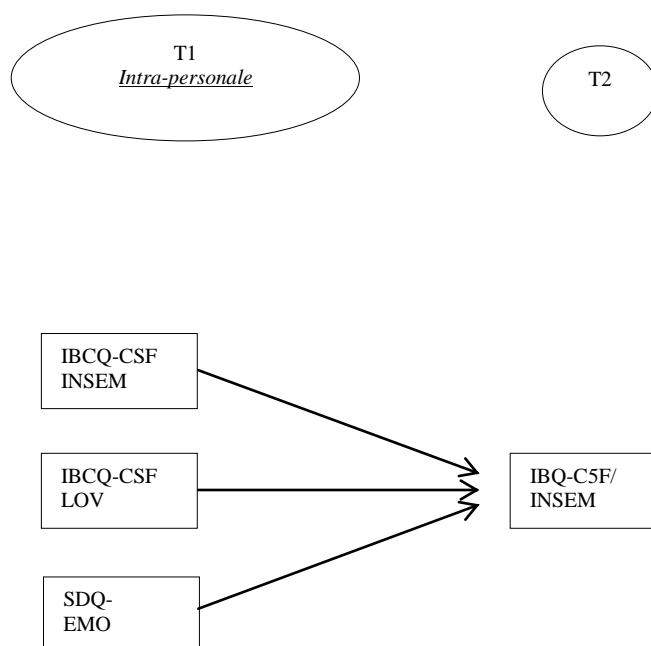 T1
Intra-personale
T2
IBCQ-CSF
INSEM
IBCQ-CSF
LOV
IBQ-C5F/
INSEM
SDQ-
EMO